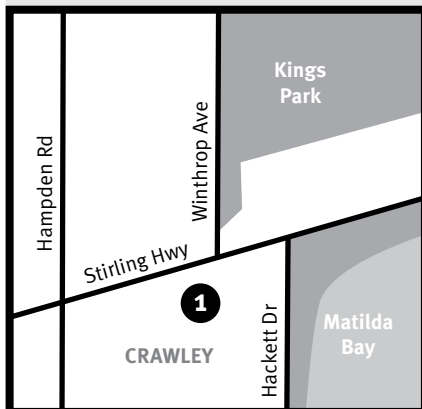 Kings
Park
Winthrop Ave
Hampden Rd
Stirling Hwy
1
CRAWLEY
Hackett Dr
Matilda
Bay